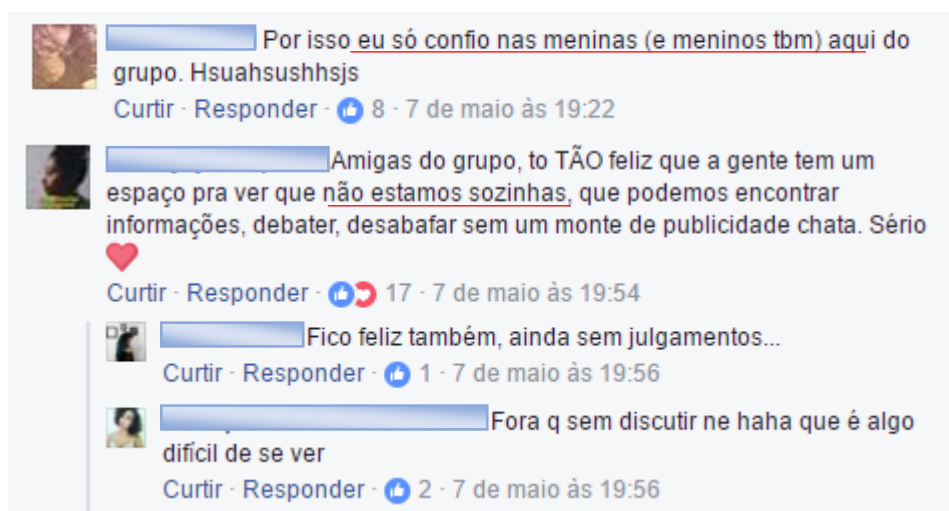 Por isso eu só confio nas meninas (e meninos tbm) aqui do
grupo. Hsuahsushhsjs
Curtir · Responder · 8 · 7 de maio às 19:22
Amigas do grupo, to TÃO feliz que a gente tem um
espaço pra ver que não estamos sozinhas, que podemos encontrar
informações, debater, desabafar sem um monte de publicidade chata. Sério
Curtir · Responder · 17 · 7 de maio às 19:54
Fico feliz também, ainda sem julgamentos...
Curtir · Responder · 1 · 7 de maio às 19:56
Fora q sem discutir ne haha que é algo
difícil de se ver
Curtir · Responder · 2 · 7 de maio às 19:56